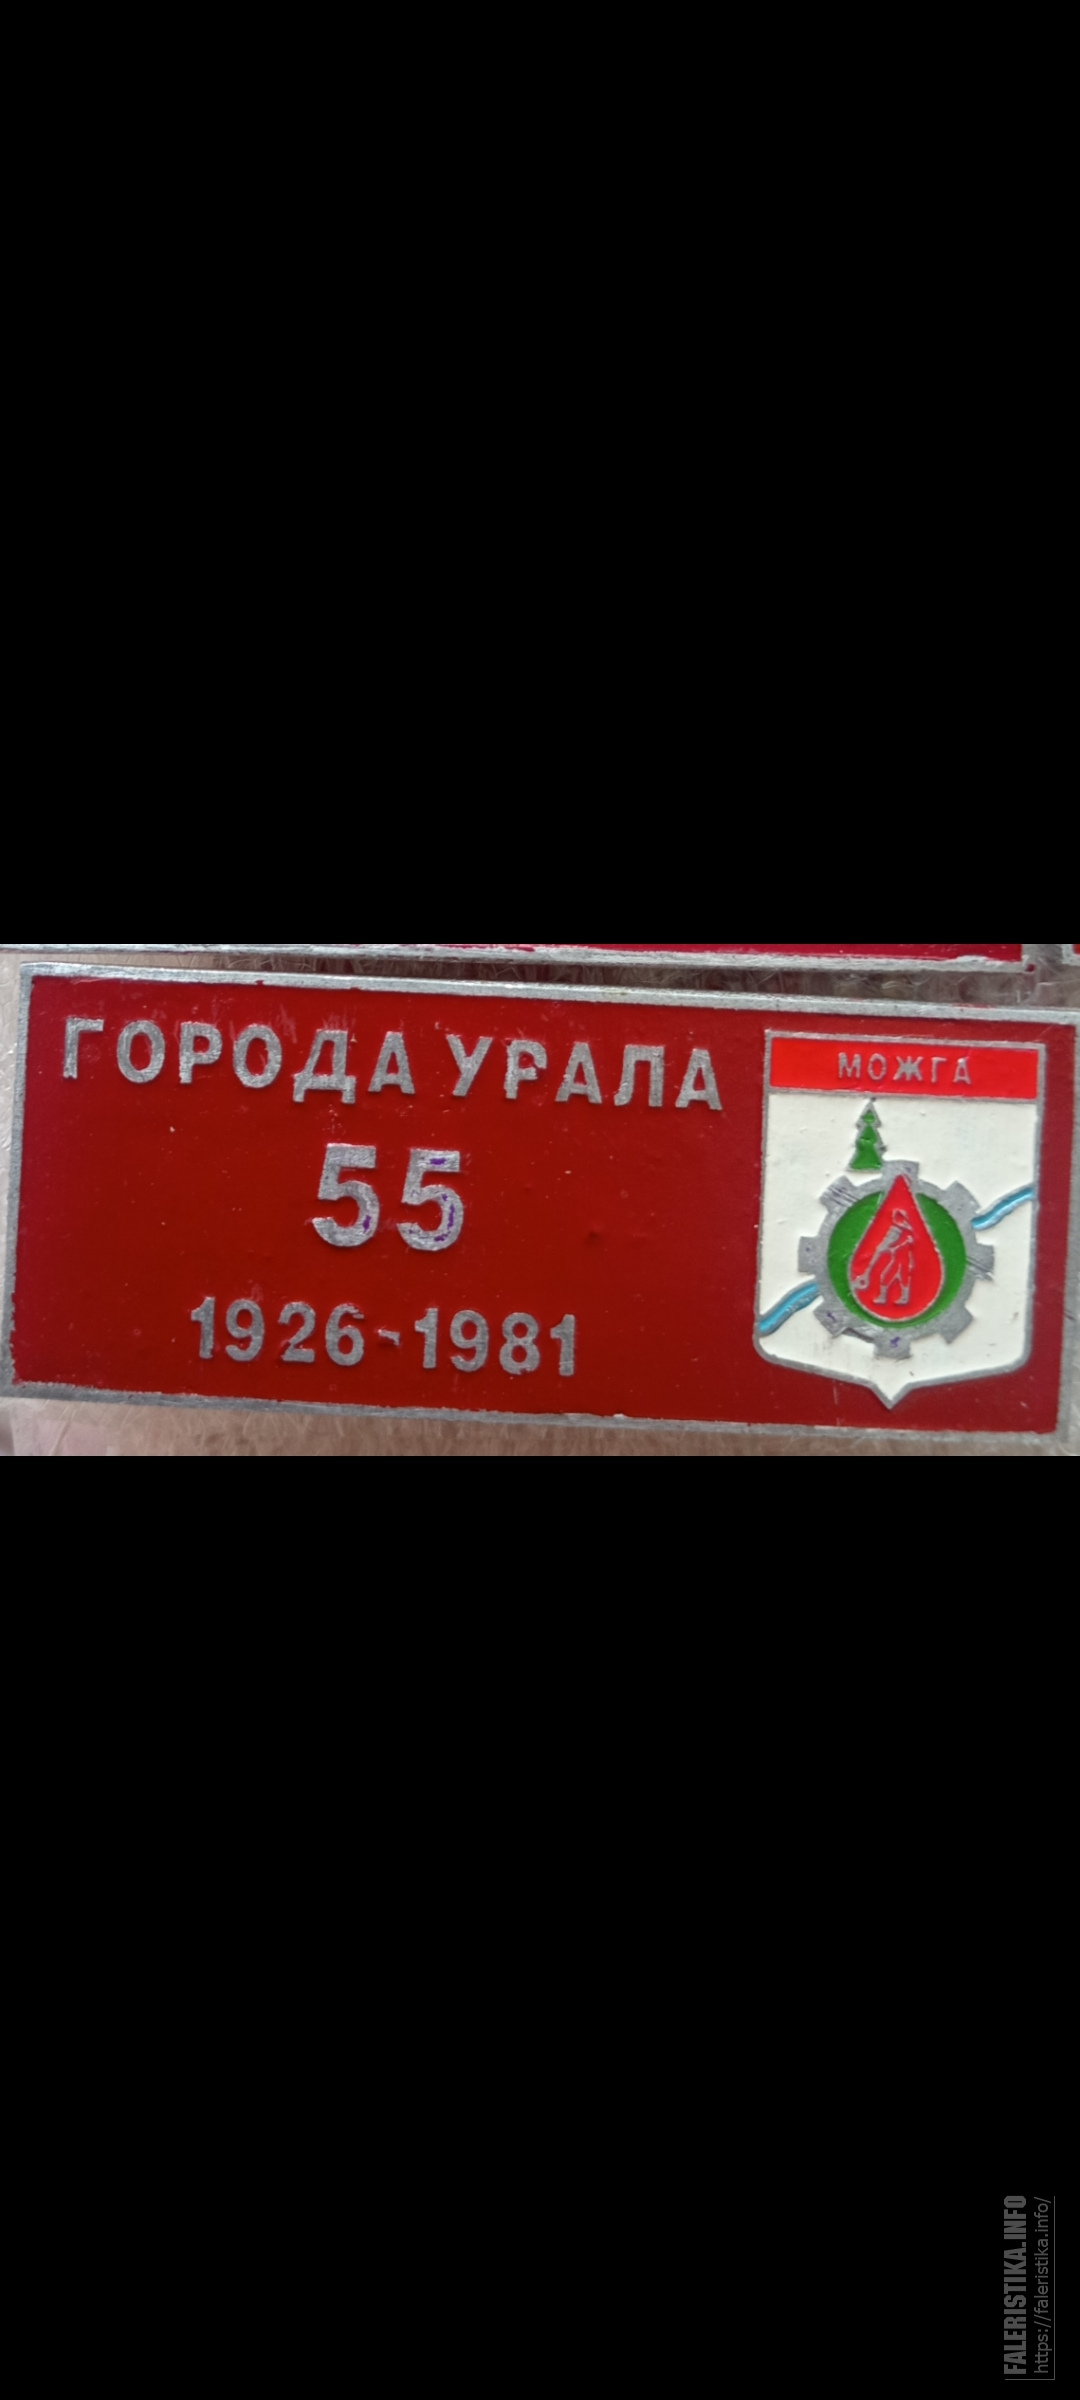 ГОРОДА УРАЛА
55
1926-1981
МОЖГА
FALERISTIKA.INFO
https://faleristika.info/